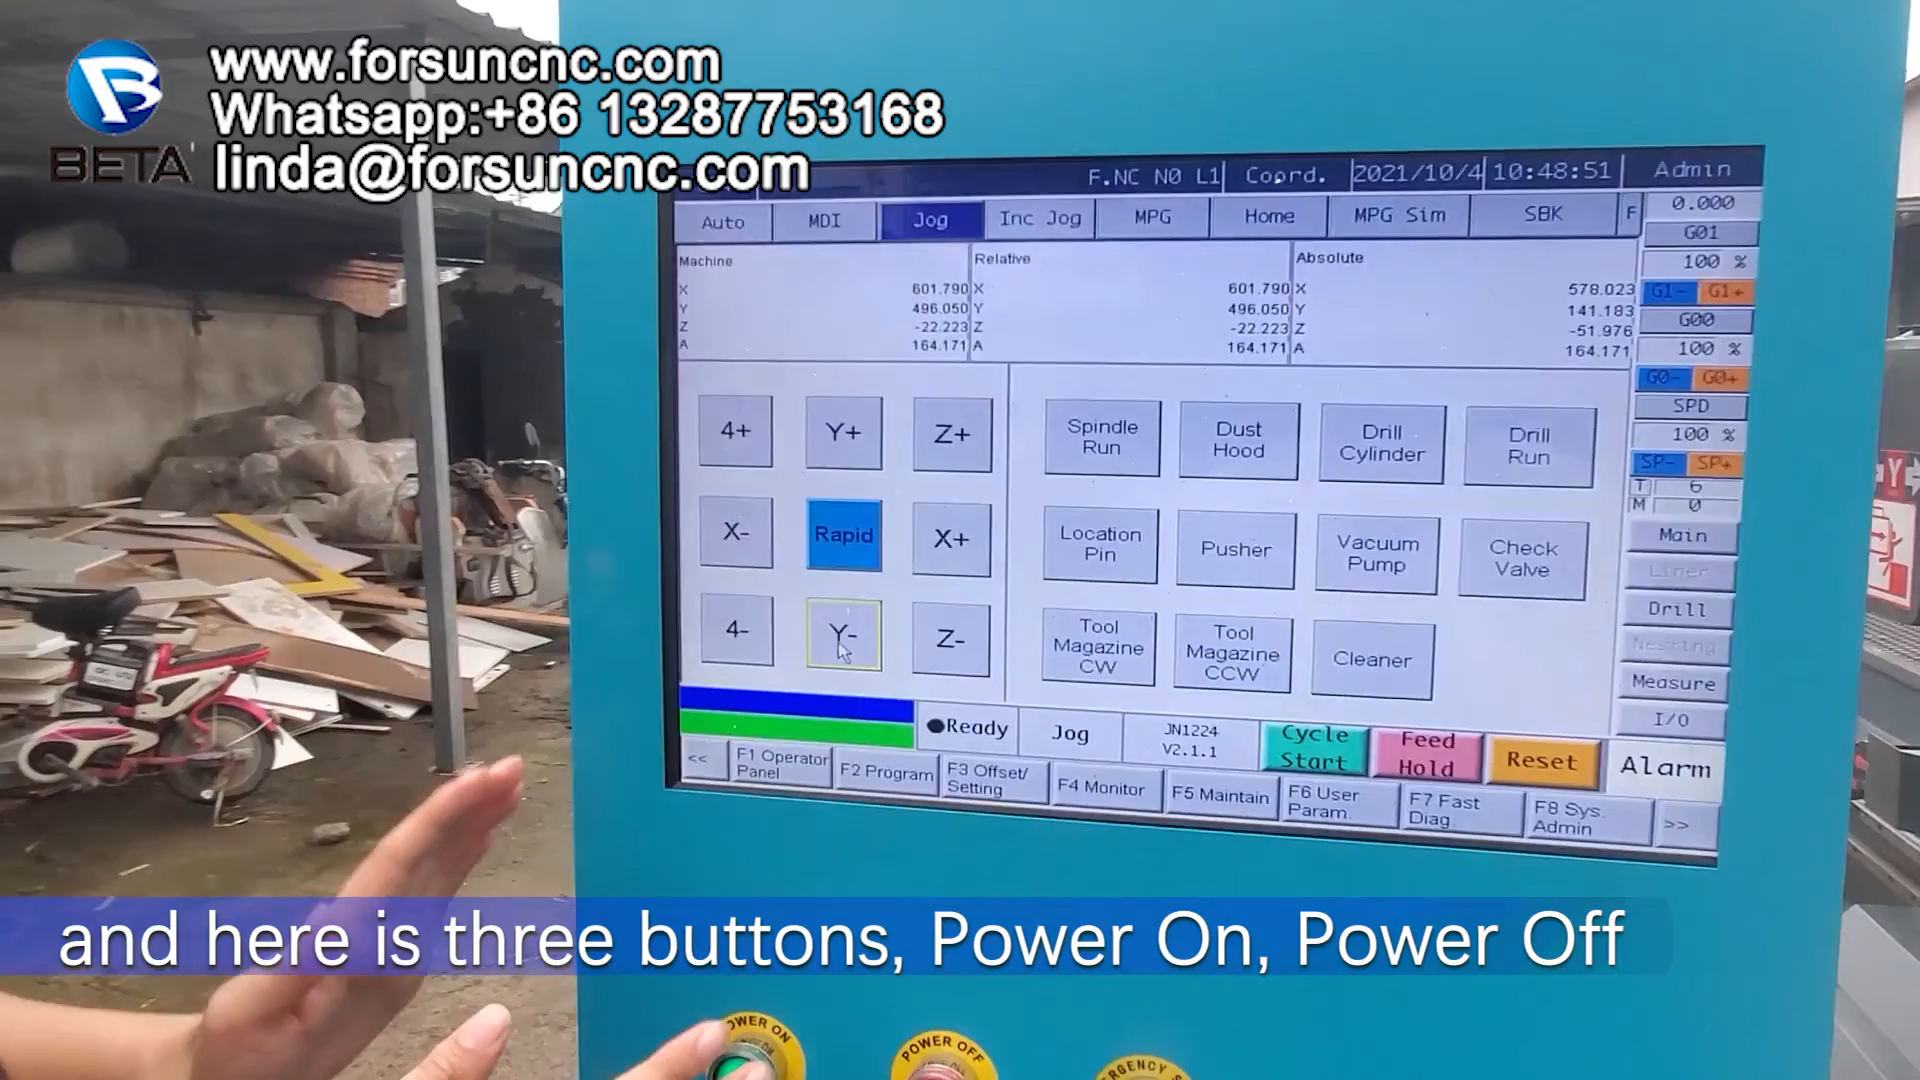 www.forsuncnc.com
Whatsapp:+86 13287753168
linda@forsuncnc.com
BETA
F.NC N0 L1 Coord. 2021/10/4 10:48:51 Admin
Auto MDI Jog Inc Jog MPG Home MPG Sim SBK F
0.000
G01
100 %
G1- G1+
G00
100 %
G0- G0+
SPD
100 %
SP- SP+
T 6
M 0
Machine Relative Absolute
X 601.790 X 601.790 X 578.023
Y 496.050 Y 496.050 Y 141.183
Z -22.223 Z -22.223 Z -51.976
A 164.171 A 164.171 A 164.171
4+ Y+ Z+
X- Rapid X+
4- Y- Z-
Spindle Run
Dust Hood
Drill Cylinder
Drill Run
Location Pin
Pusher
Vacuum Pump
Check Valve
Tool Magazine CW
Tool Magazine CCW
Cleaner
Main
Liner
Drill
Nesting
Measure
I/O
Ready Jog
JN1224
V2.1.1
Cycle Start
Feed Hold
Reset
Alarm
<<
F1 Operator Panel
F2 Program
F3 Offset/ Setting
F4 Monitor
F5 Maintain
F6 User Param.
F7 Fast Diag.
F8 Sys. Admin
>>
and here is three buttons, Power On, Power Off
POWER OFF